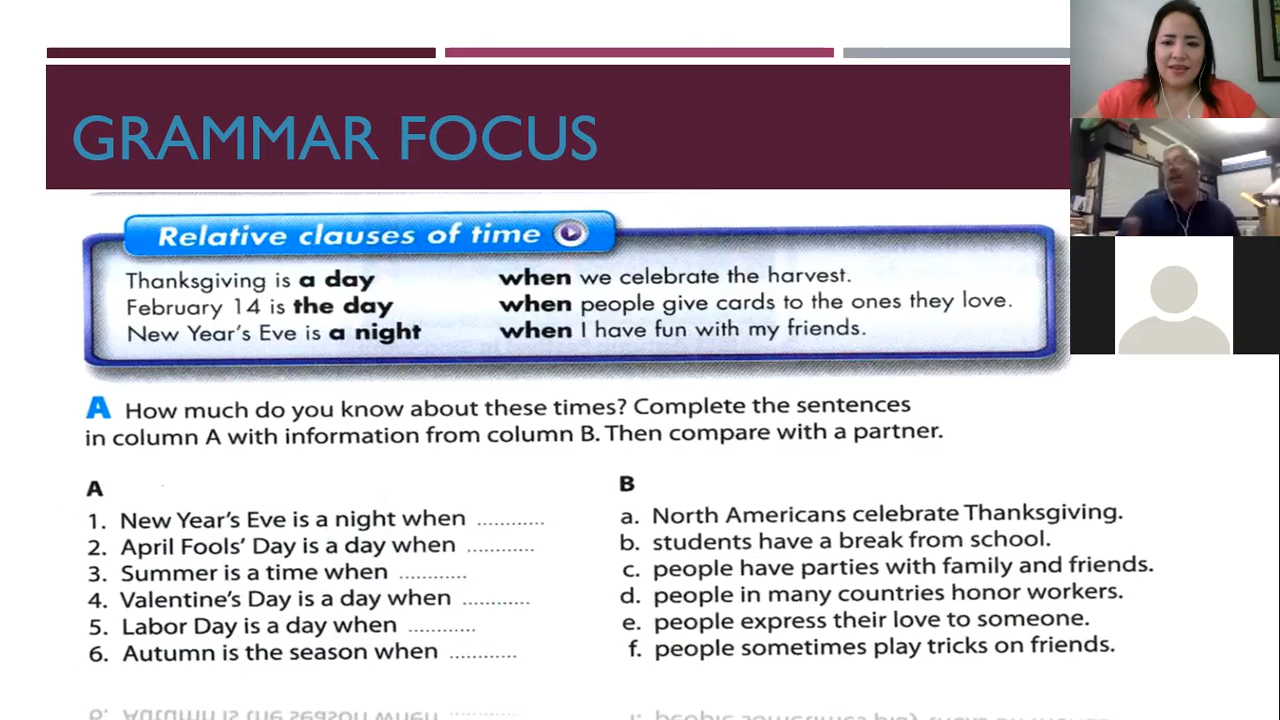 GRAMMAR FOCUS
Relative clauses of time
Thanksgiving is a day when we celebrate the harvest.
February 14 is the day when people give cards to the ones they love.
New Year's Eve is a night when I have fun with my friends.
A How much do you know about these times? Complete the sentences
in column A with information from column B. Then compare with a partner.
A
1. New Year's Eve is a night when ............
2. April Fools' Day is a day when ............
3. Summer is a time when ............
4. Valentine's Day is a day when ............
5. Labor Day is a day when ............
6. Autumn is the season when ............
B
a. North Americans celebrate Thanksgiving.
b. students have a break from school.
c. people have parties with family and friends.
d. people in many countries honor workers.
e. people express their love to someone.
f. people sometimes play tricks on friends.